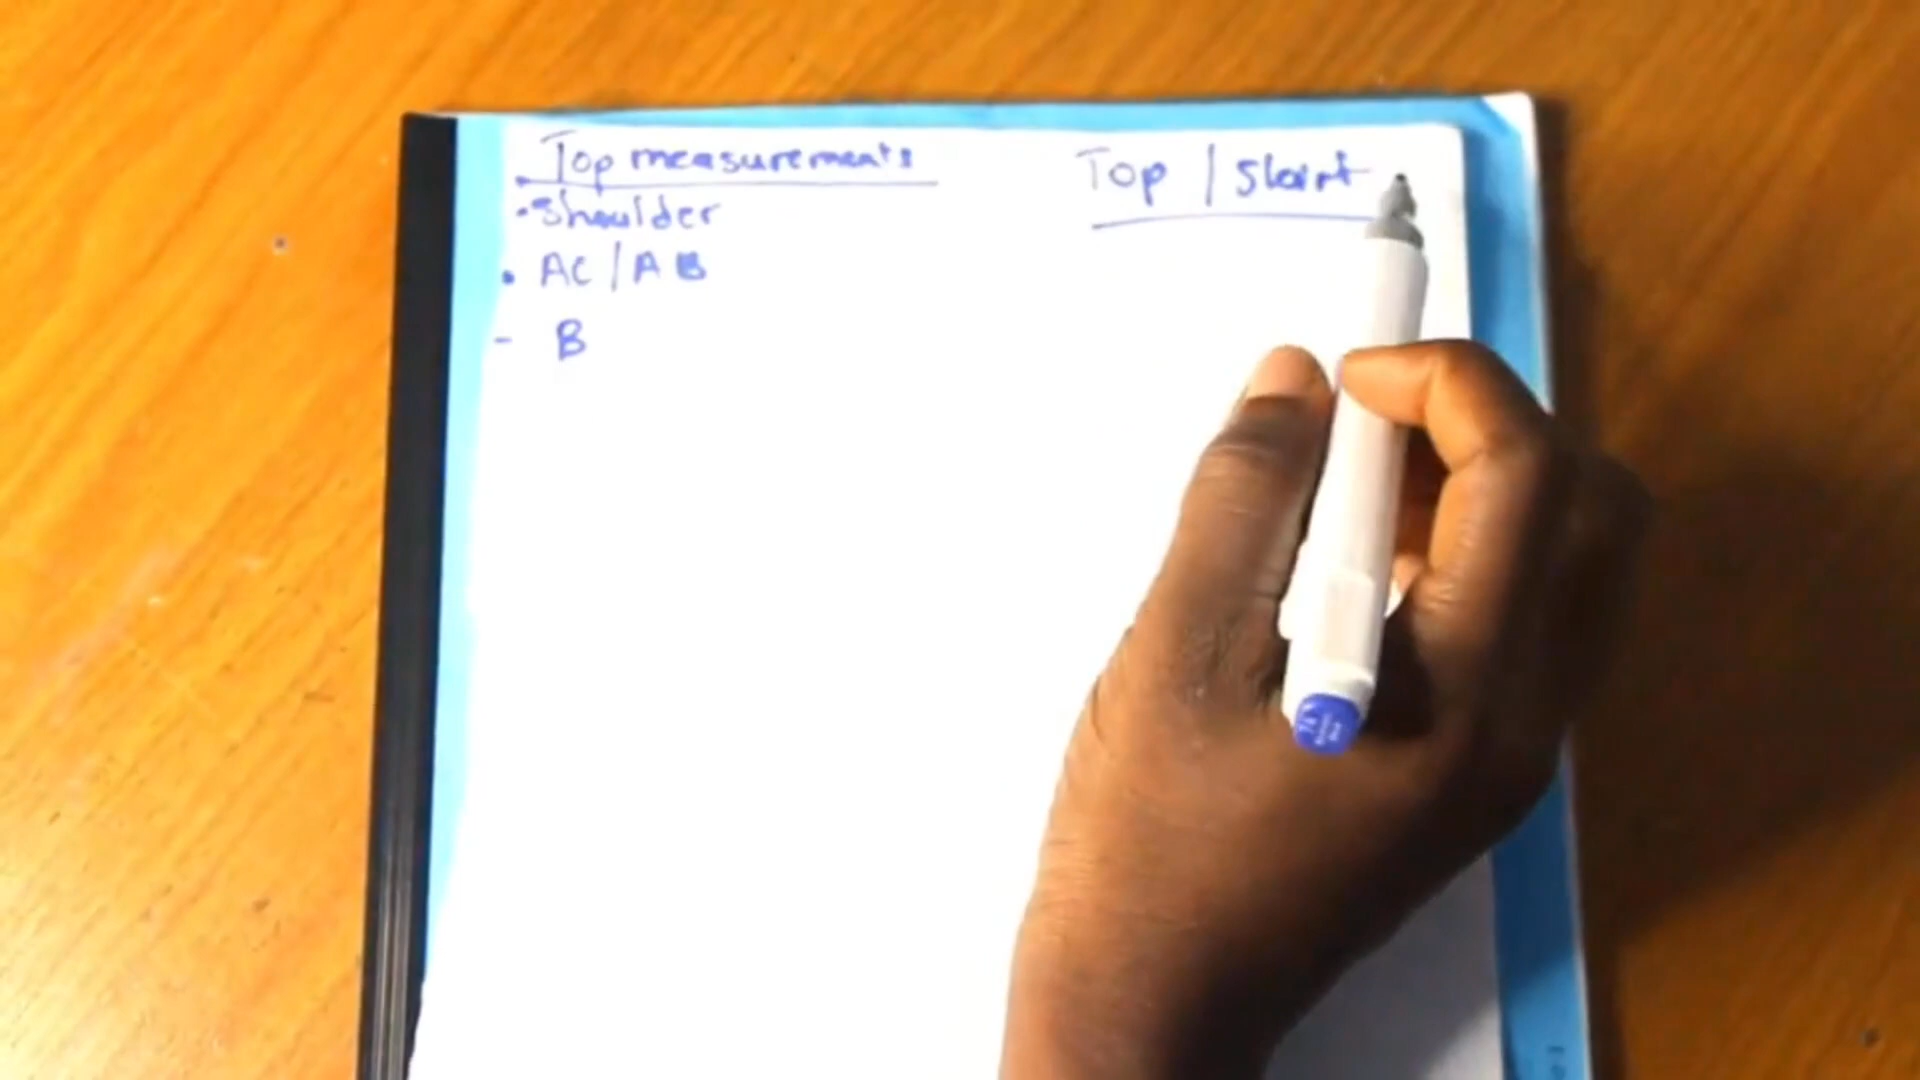 Top measurements
• Shoulder
• AC / AB
- B
Top / Skirt